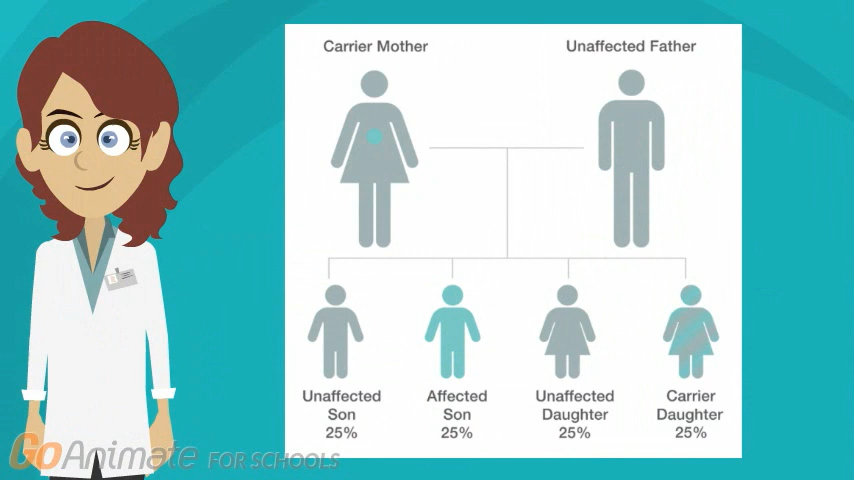 Carrier Mother
Unaffected Father
Unaffected
Son
25%
Affected
Son
25%
Unaffected
Daughter
25%
Carrier
Daughter
25%
GoAnimate FOR SCHOOLS